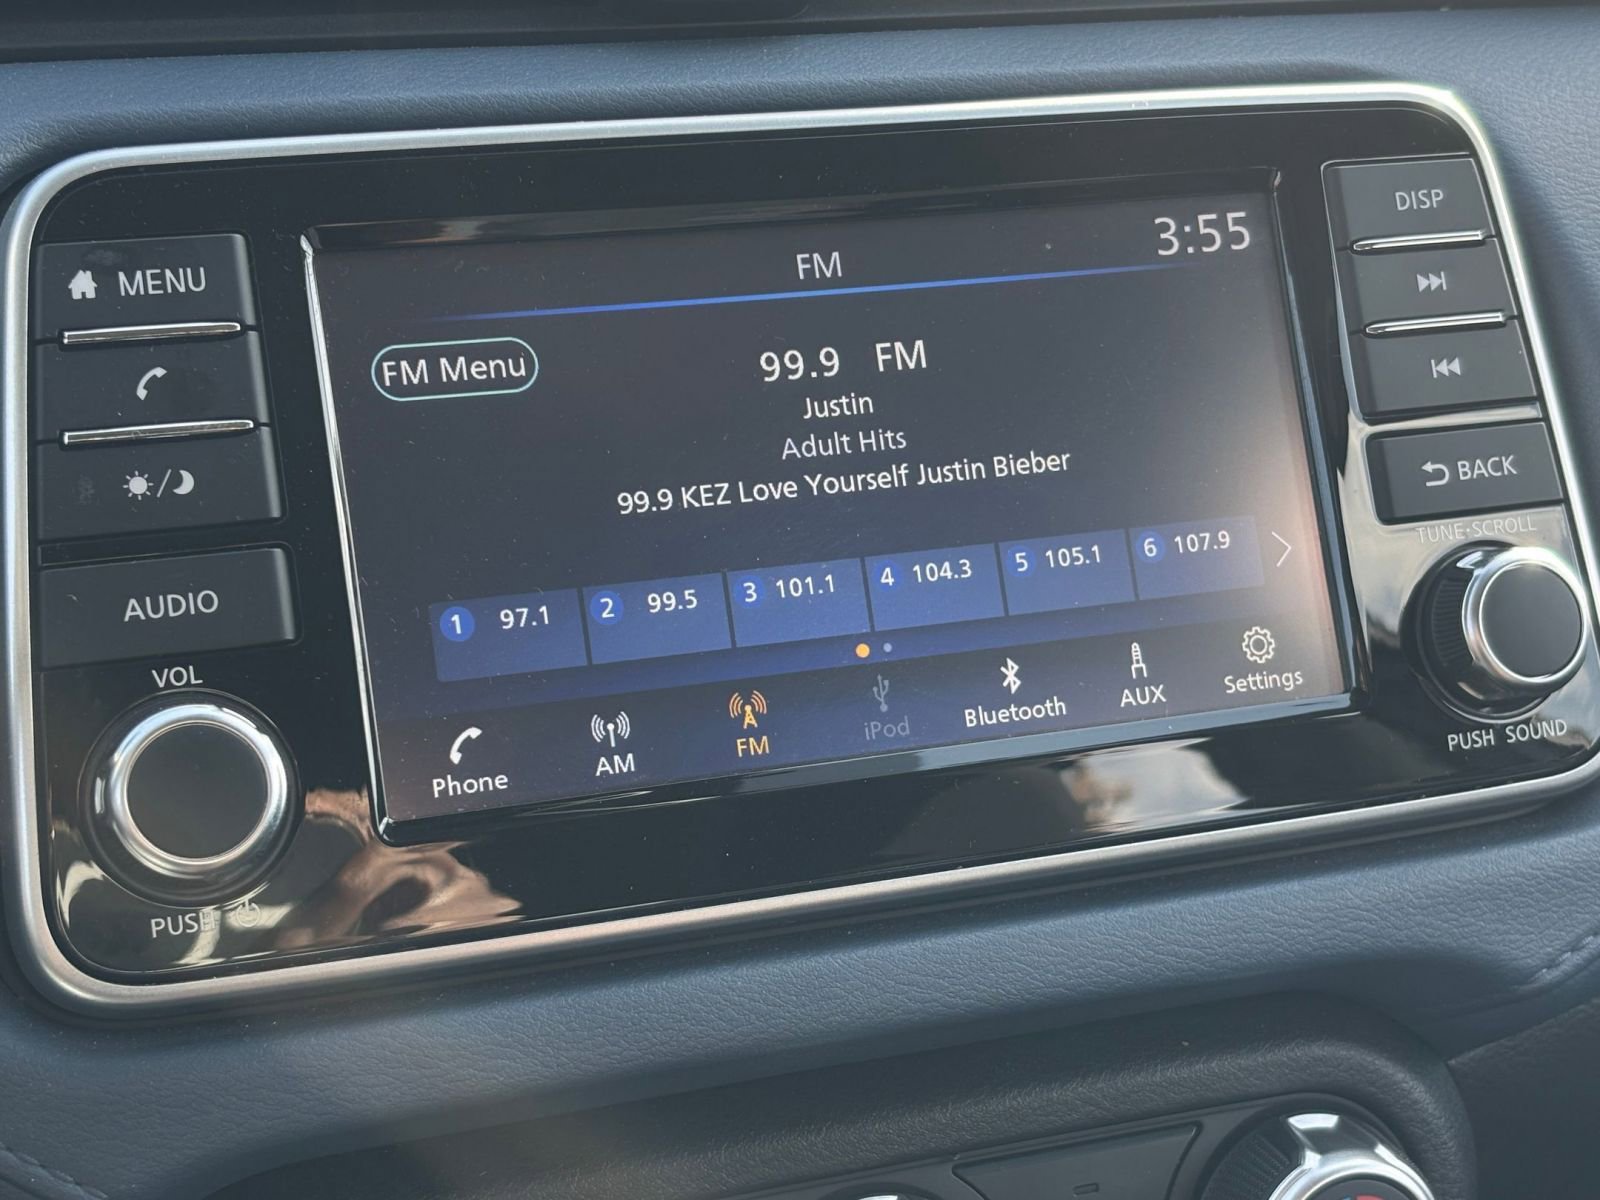 FM
3:55
FM Menu
99.9 FM
Justin
Adult Hits
99.9 KEZ Love Yourself Justin Bieber
1 97.1
2 99.5
3 101.1
4 104.3
5 105.1
6 107.9
Phone
AM
FM
iPod
Bluetooth
AUX
Settings
MENU
AUDIO
VOL
PUSH
DISP
BACK
TUNE·SCROLL
PUSH SOUND